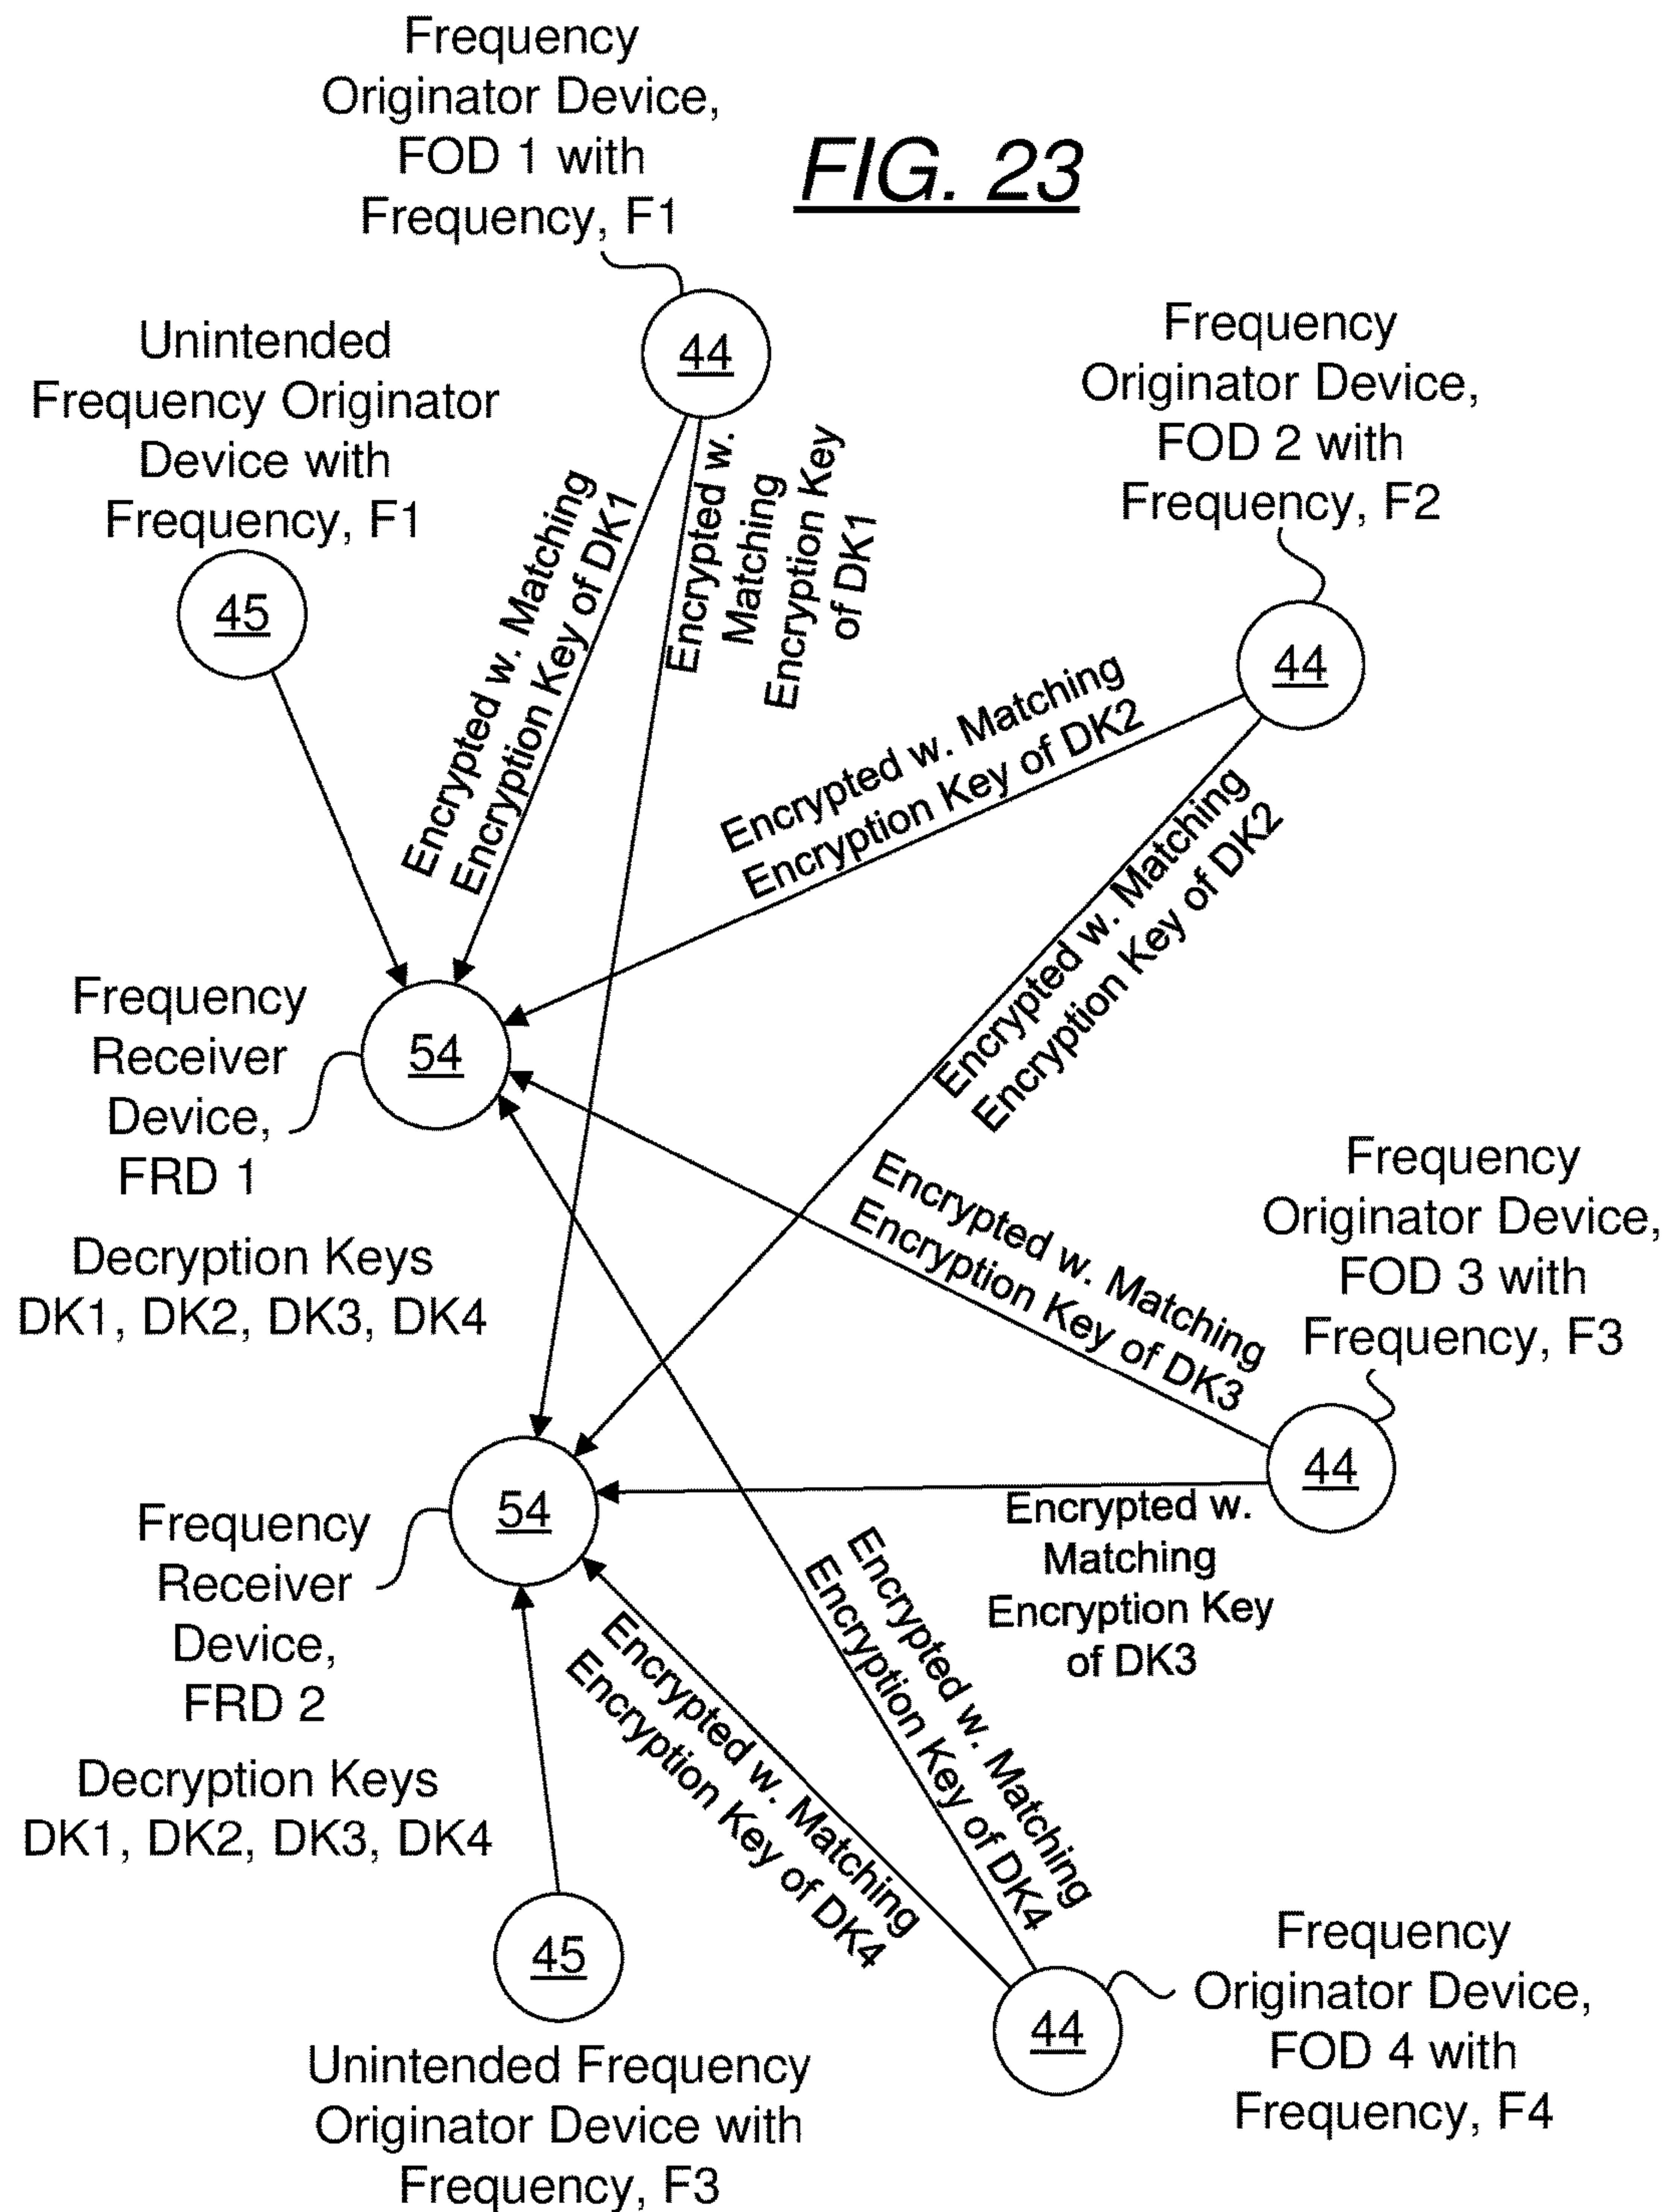 Frequency
Originator Device,
FOD 1 with
Frequency, F1
FIG. 23
44
Unintended
Frequency Originator
Device with
Frequency, F1
45
Frequency
Originator Device,
FOD 2 with
Frequency, F2
44
Encrypted w. Matching
Encryption Key of DK1
Encrypted w.
Matching
Encryption Key
of DK1
Encrypted w. Matching
Encryption Key of DK2
Encrypted w. Matching
Encryption Key of DK2
Frequency
Receiver
Device,
FRD 1
54
Decryption Keys
DK1, DK2, DK3, DK4
Encrypted w. Matching
Encryption Key of DK3
Frequency
Originator Device,
FOD 3 with
Frequency, F3
44
Encrypted w.
Matching
Encryption Key
of DK3
54
Frequency
Receiver
Device,
FRD 2
Decryption Keys
DK1, DK2, DK3, DK4
Encrypted w. Matching
Encryption Key of DK4
Encrypted w. Matching
Encryption Key of DK4
45
Unintended Frequency
Originator Device with
Frequency, F3
44
Frequency
Originator Device,
FOD 4 with
Frequency, F4